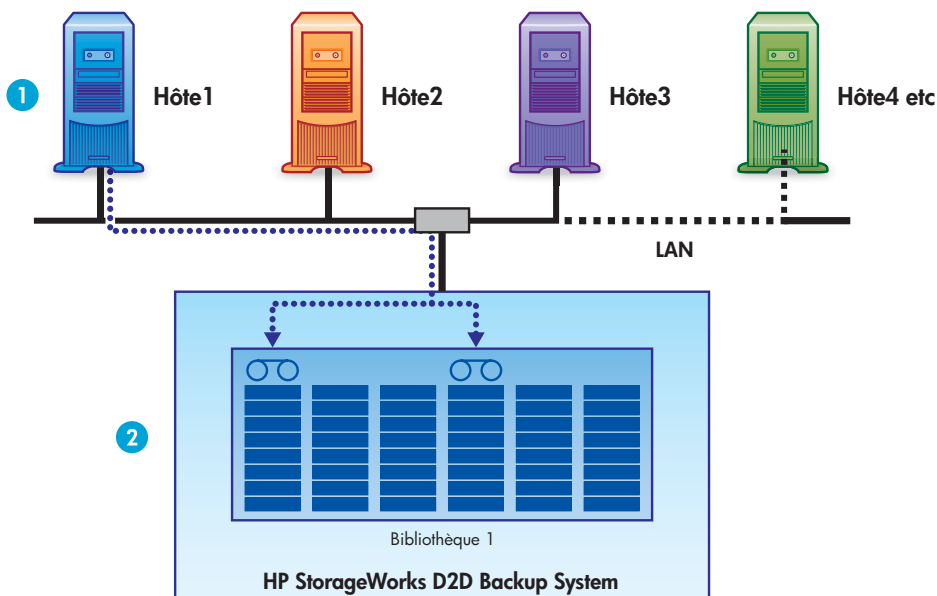 1
Hôte1
Hôte2
Hôte3
Hôte4 etc
LAN
2
Bibliothèque 1
HP StorageWorks D2D Backup System